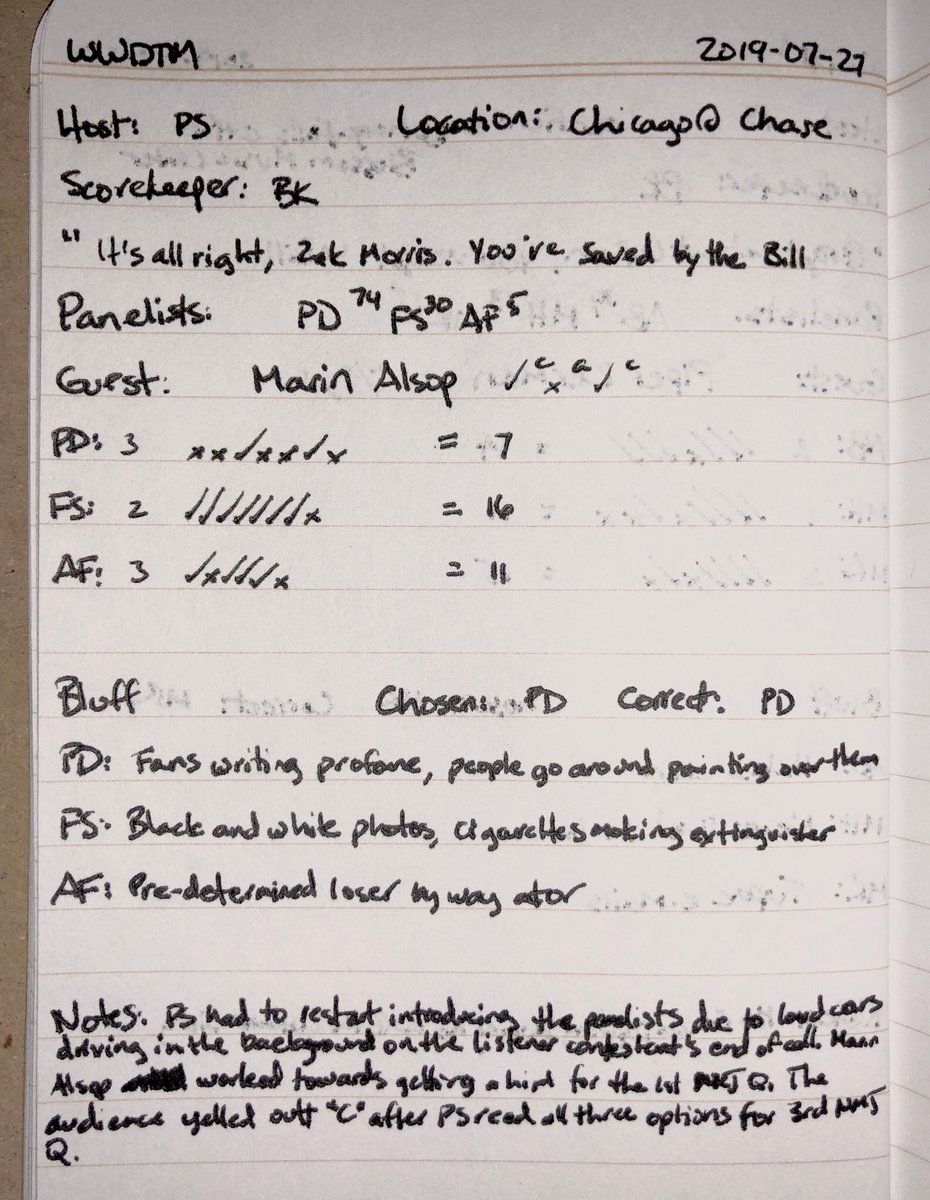 WWDTM 2019-07-27
Host: PS Location: Chicago @ Chase
Scorekeeper: BK
"" It's all right, Zak Morris. You've saved by the Bill
Panelists: PD 74 FS 30 AF 5
Guest: Marin Alsop ✓ c x a ✓ c
PD: 3 xx✓xx✓x = 7
FS: 2 ✓✓✓✓✓✓✓x = 16
AF: 3 ✓x✓✓✓x = 11
Bluff Chosen: PD Correct: PD
PD: Fans writing profane, people go around painting over them
FS: Black and white photos, cigarette smoking extinguisher
AF: Pre-determined loser by way
Notes: PS had to restart introducing the panelists due to loud cars
driving in the background on the listener contestant's end of call. Marin
Alsop worked towards getting a hint for the 1st NMJ Q. The
audience yelled out "C" after PS read all three options for 3rd NMJ
Q.